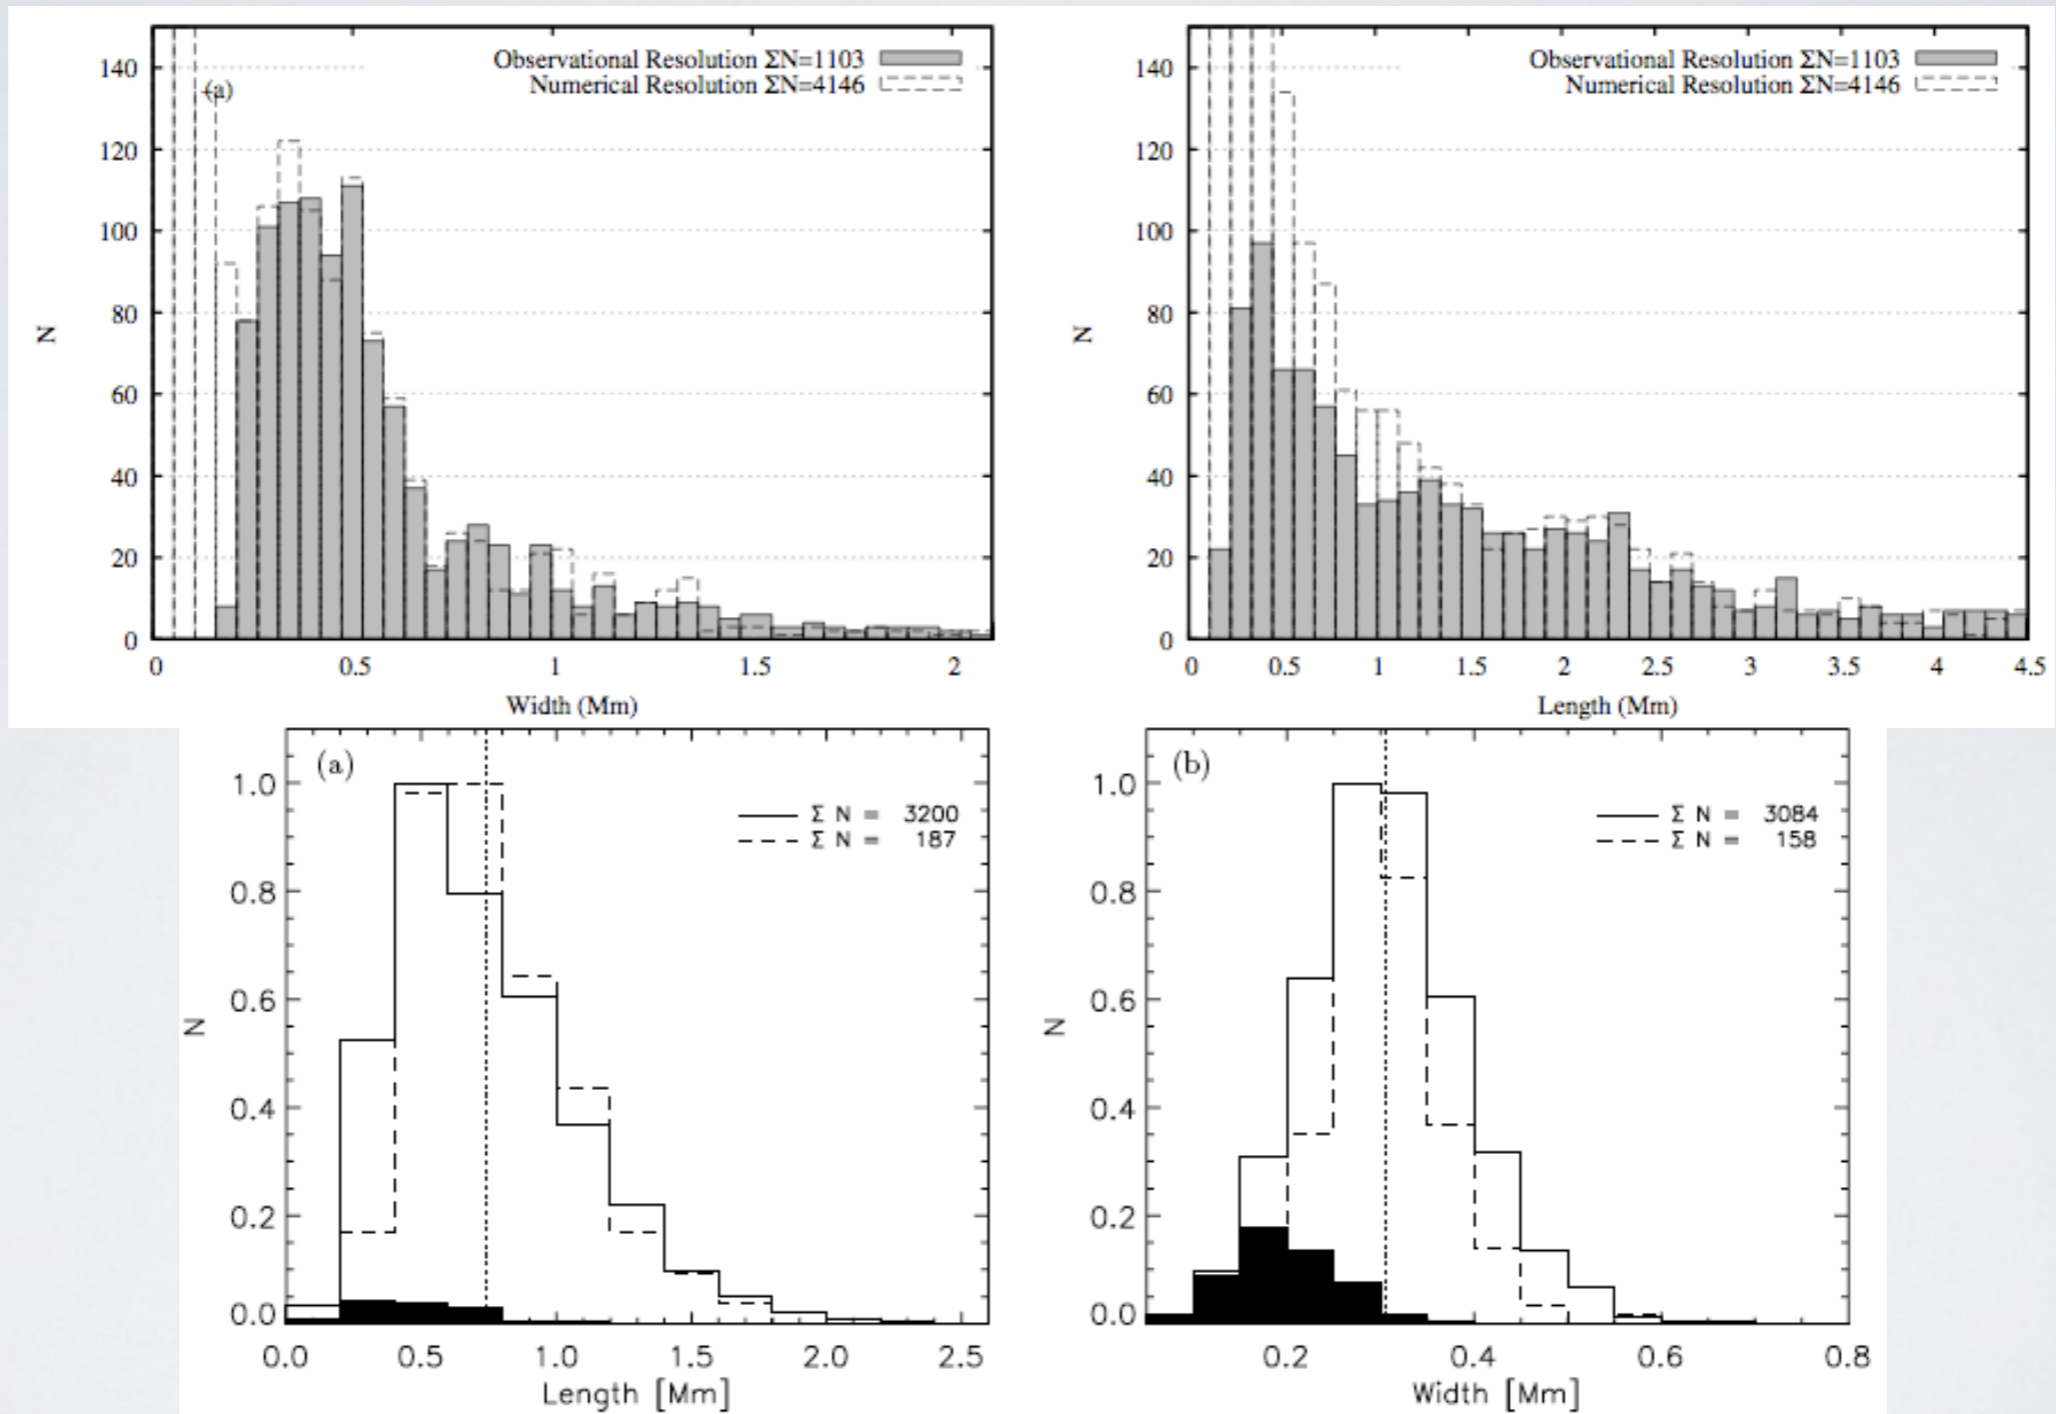 Observational Resolution ΣN=1103
Numerical Resolution ΣN=4146
(a)
140
120
100
80
60
40
20
0
N
0 0.5 1 1.5 2
Width (Mm)
Observational Resolution ΣN=1103
Numerical Resolution ΣN=4146
140
120
100
80
60
40
20
0
N
0 0.5 1 1.5 2 2.5 3 3.5 4 4.5
Length (Mm)
(a)
Σ N = 3200
Σ N = 187
1.0
0.8
0.6
0.4
0.2
0.0
N
0.0 0.5 1.0 1.5 2.0 2.5
Length [Mm]
(b)
Σ N = 3084
Σ N = 158
1.0
0.8
0.6
0.4
0.2
0.0
N
0.2 0.4 0.6 0.8
Width [Mm]